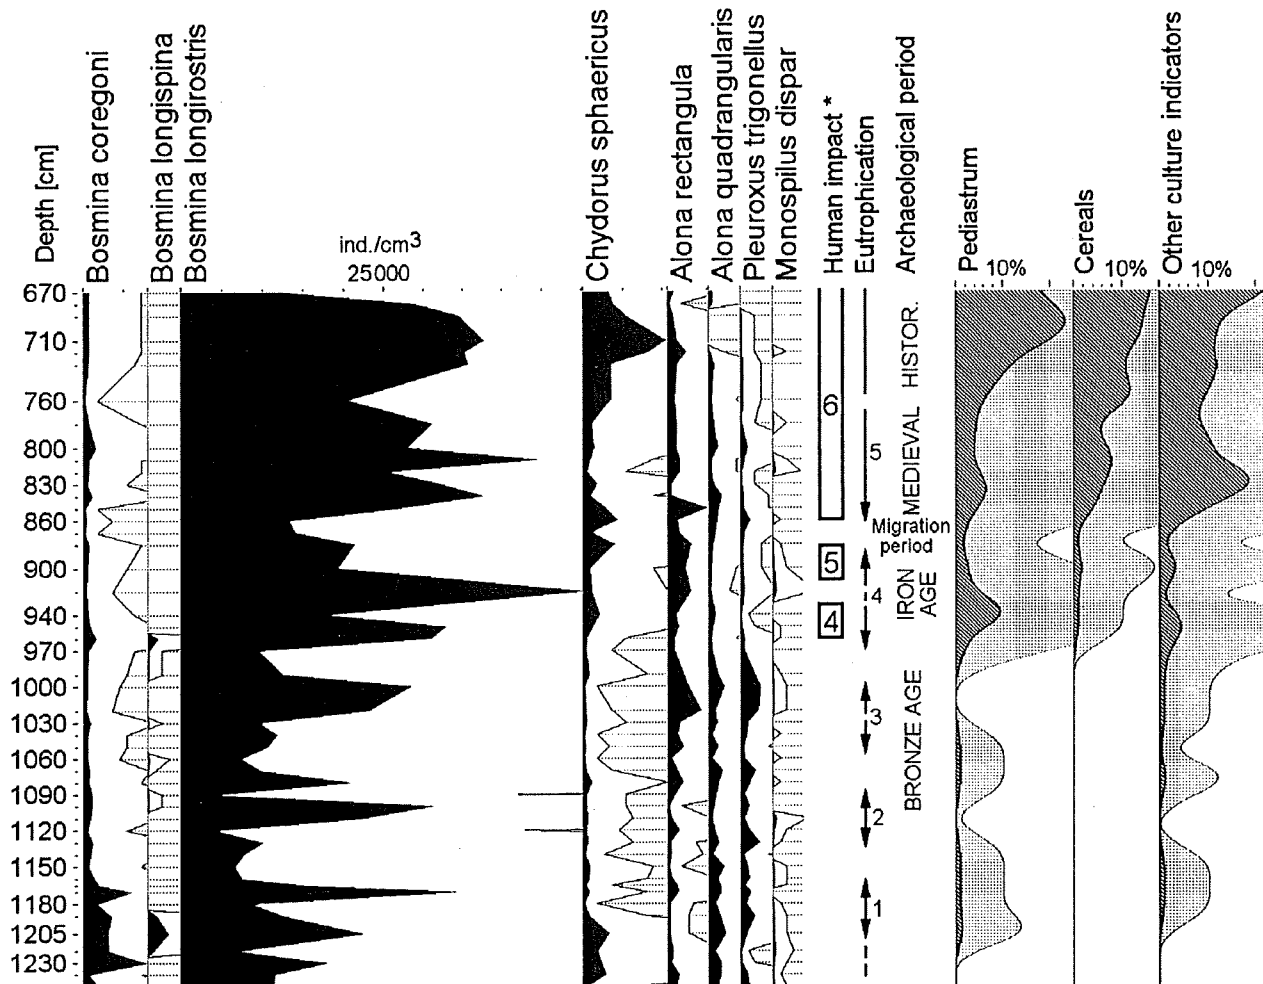 Depth [cm]
Bosmina coregoni
Bosmina longispina
Bosmina longirostris
ind./cm3
25000
Chydorus sphaericus
Alona rectangula
Alona quadrangularis
Pleuroxus trigonellus
Monospilus dispar
Human impact *
Eutrophication
Archaeological period
Pediastrum
10%
Cereals
10%
Other culture indicators
10%
670
710
760
800
830
860
900
940
970
1000
1030
1060
1090
1120
1150
1180
1205
1230
6
5
4
5
4
3
2
1
HISTOR.
MEDIEVAL
Migration
period
IRON
AGE
BRONZE AGE